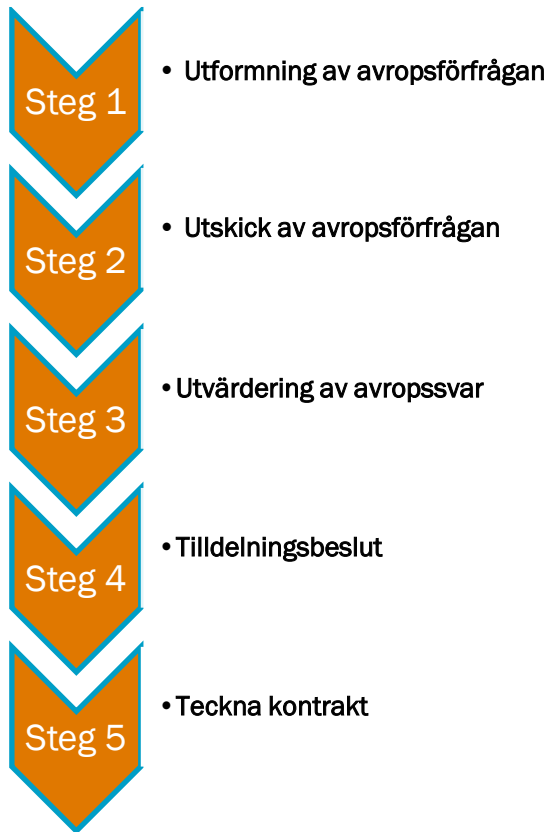 Steg 1
• Utformning av avropsförfrågan
Steg 2
• Utskick av avropsförfrågan
Steg 3
• Utvärdering av avropssvar
Steg 4
• Tilldelningsbeslut
Steg 5
• Teckna kontrakt